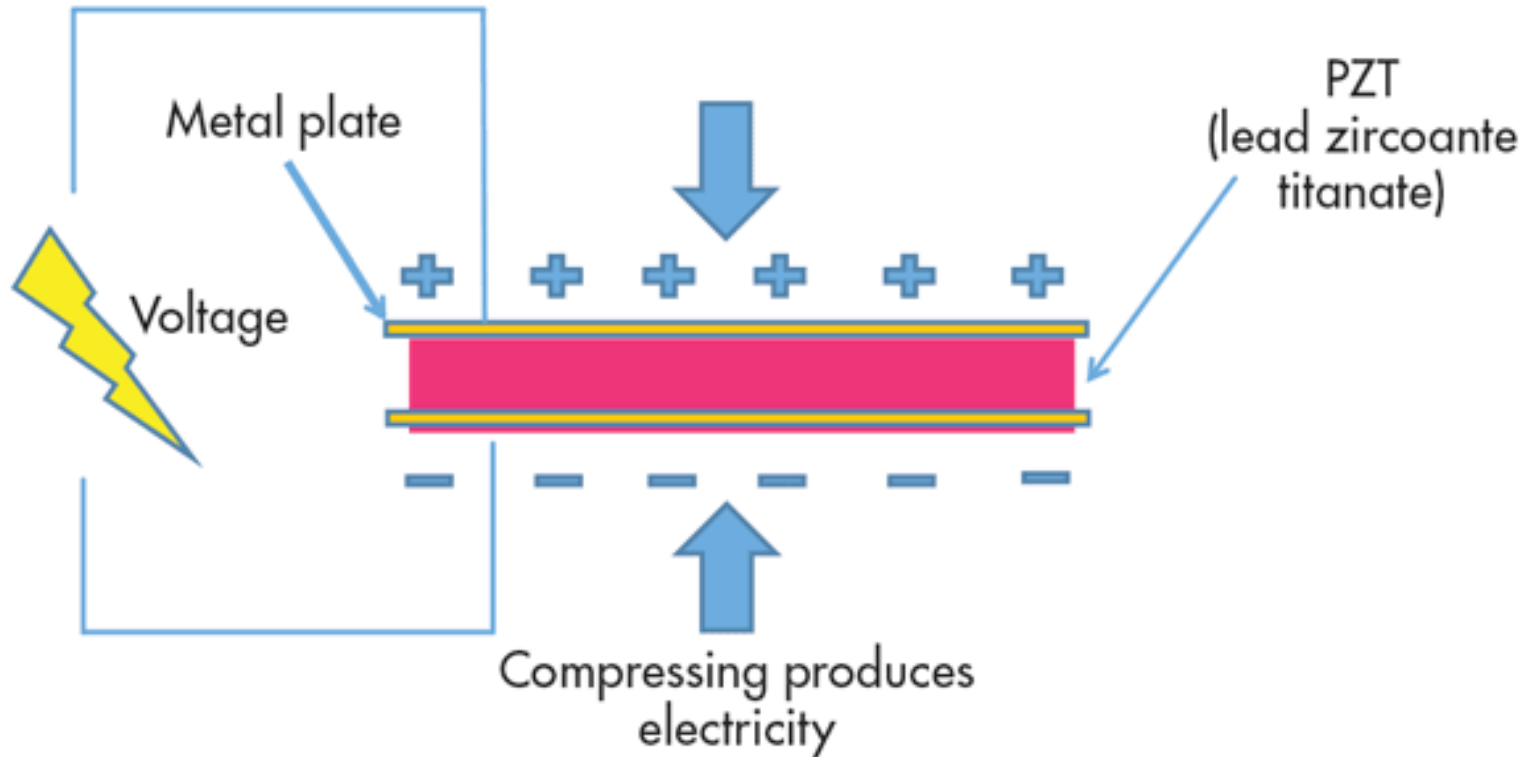 Metal plate
PZT
(lead zircoante
titanate)
Voltage
Compressing produces
electricity